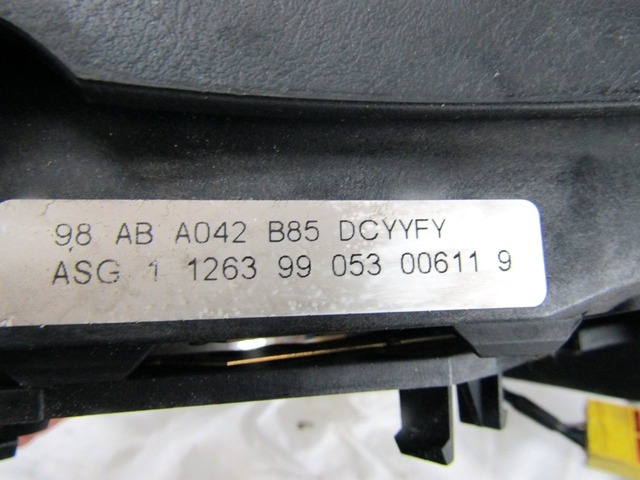 98 AB A042 B85 DCYYFY
ASG 1 1263 99 053 00611 9